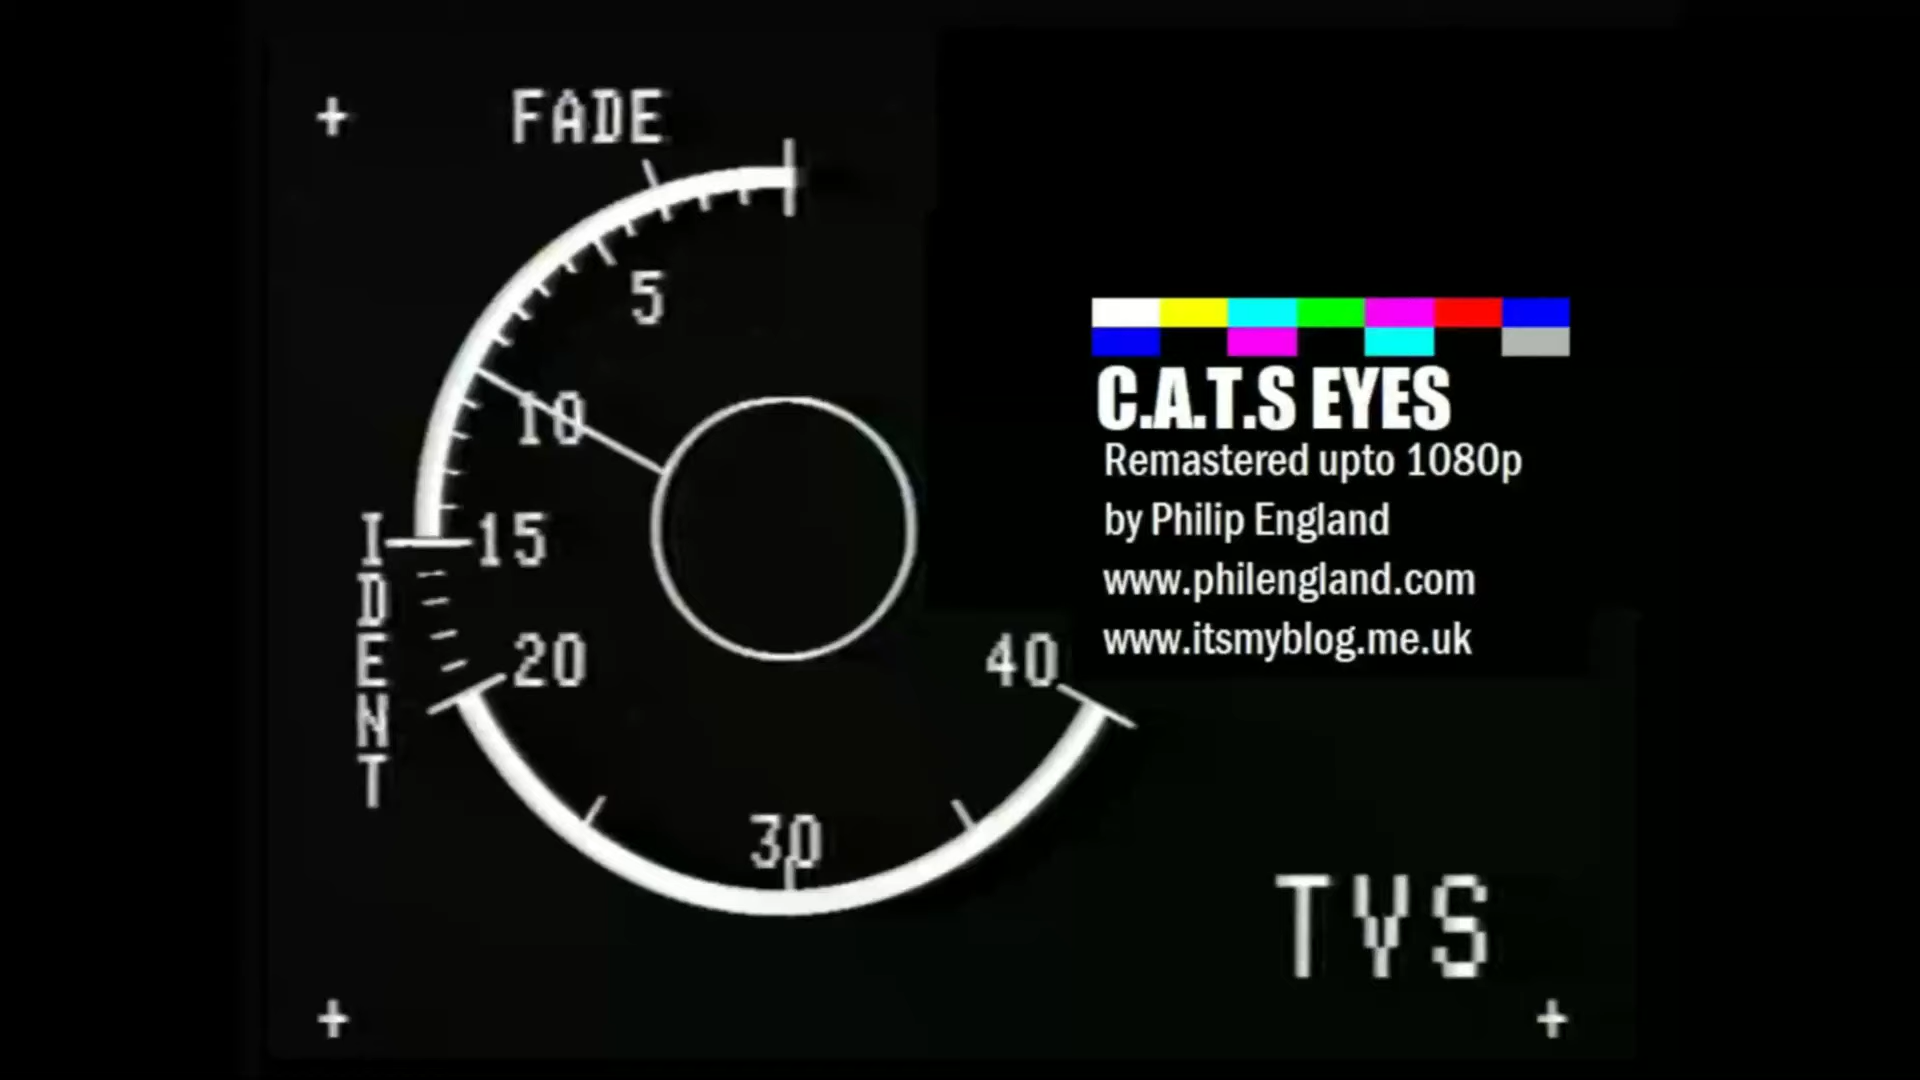 FADE
5
10
15
IDENT
20
30
40
C.A.T.S EYES
Remastered upto 1080p
by Philip England
www.philengland.com
www.itsmyblog.me.uk
TVS